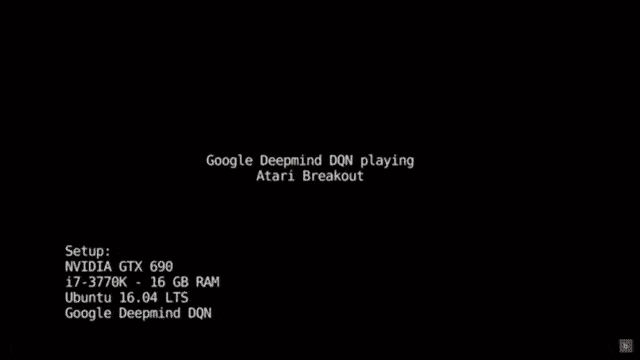 Google Deepmind DQN playing
Atari Breakout
Setup:
NVIDIA GTX 690
i7-3770K - 16 GB RAM
Ubuntu 16.04 LTS
Google Deepmind DQN